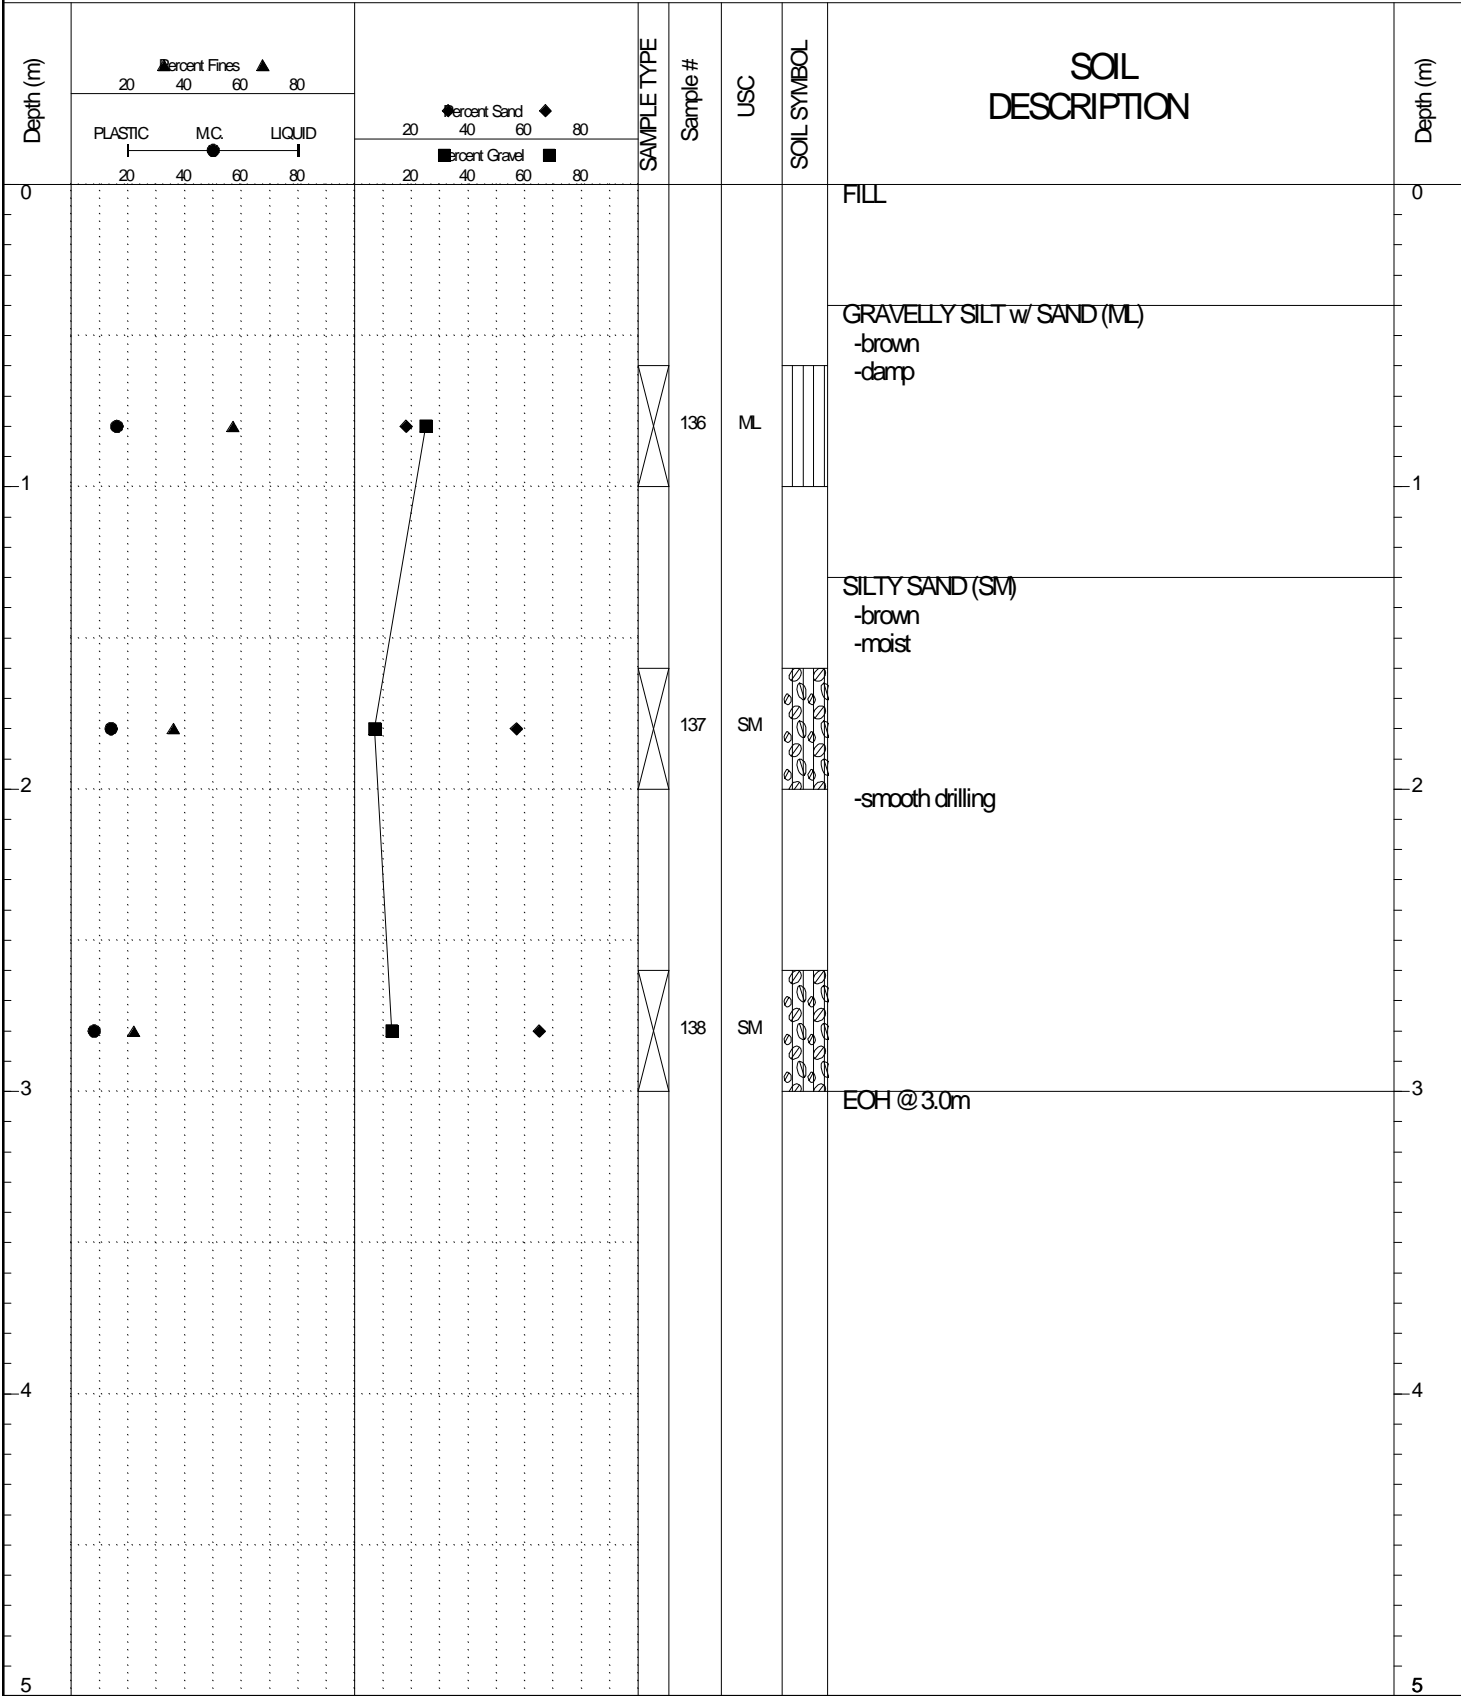 Depth (m)
Percent Fines
20 40 60 80
PLASTIC M.C. LIQUID
20 40 60 80
Percent Sand
20 40 60 80
Percent Gravel
20 40 60 80
SAMPLE TYPE
Sample #
USC
SOIL SYMBOL
SOIL
DESCRIPTION
Depth (m)
0 FILL 0
GRAVELLY SILT w/ SAND (ML)
-brown
-damp
136 ML
1 1
SILTY SAND (SM)
-brown
-moist
137 SM
2 2
-smooth drilling
138 SM
3 3
EOH @ 3.0m
4 4
5 5